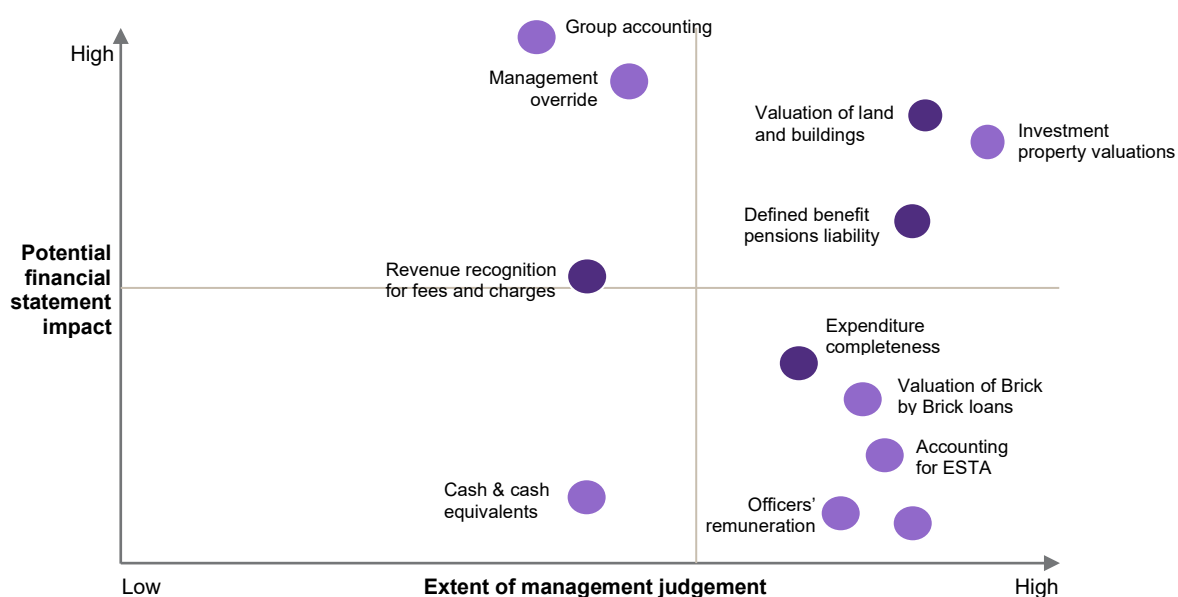 Group accounting
High
Management
override
Valuation of land
and buildings
Investment
property valuations
Defined benefit
pensions liability
Potential
financial
statement
impact
Revenue recognition
for fees and charges
Expenditure
completeness
Valuation of Brick
by Brick loans
Accounting
for ESTA
Cash & cash
equivalents
Officers’
remuneration
Low
Extent of management judgement
High